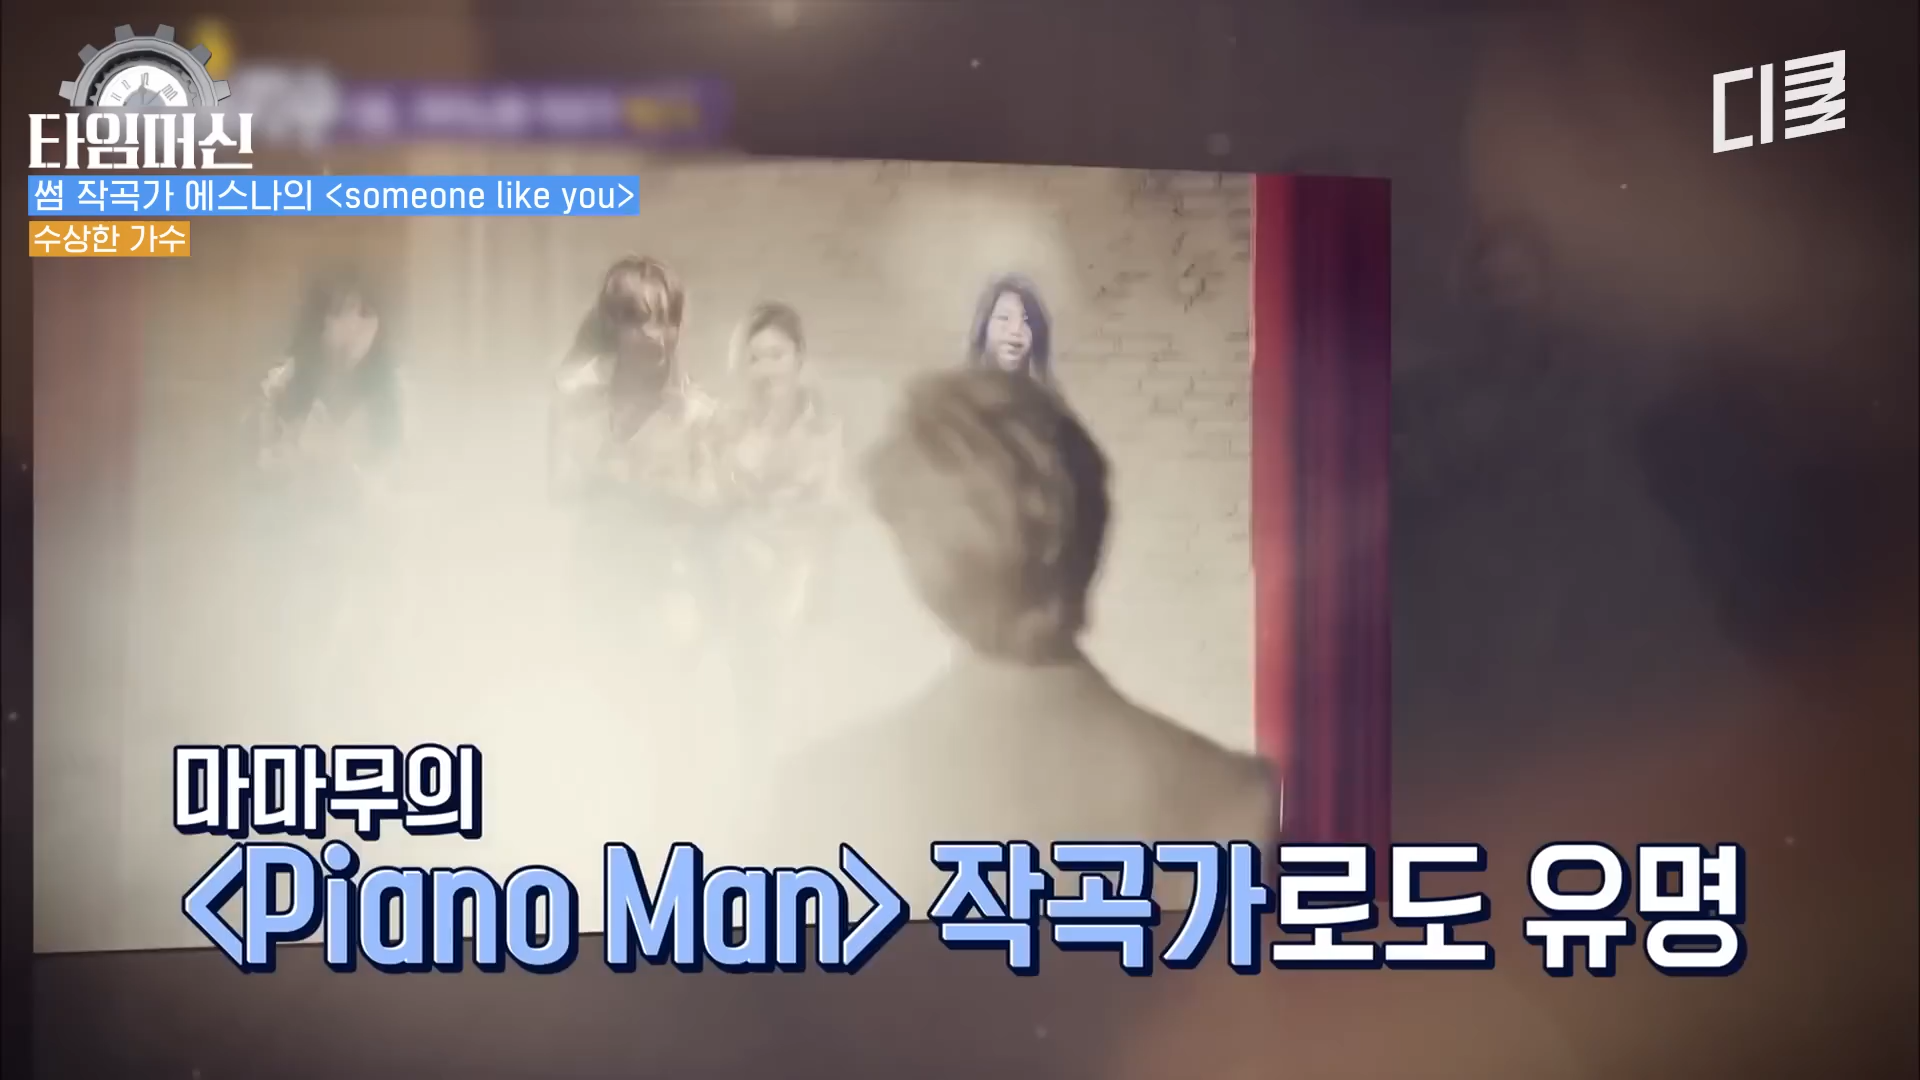 타임머신
썸 작곡가 에스나의 <someone like you>
수상한 가수
디클
마마무의
<Piano Man> 작곡가로도 유명